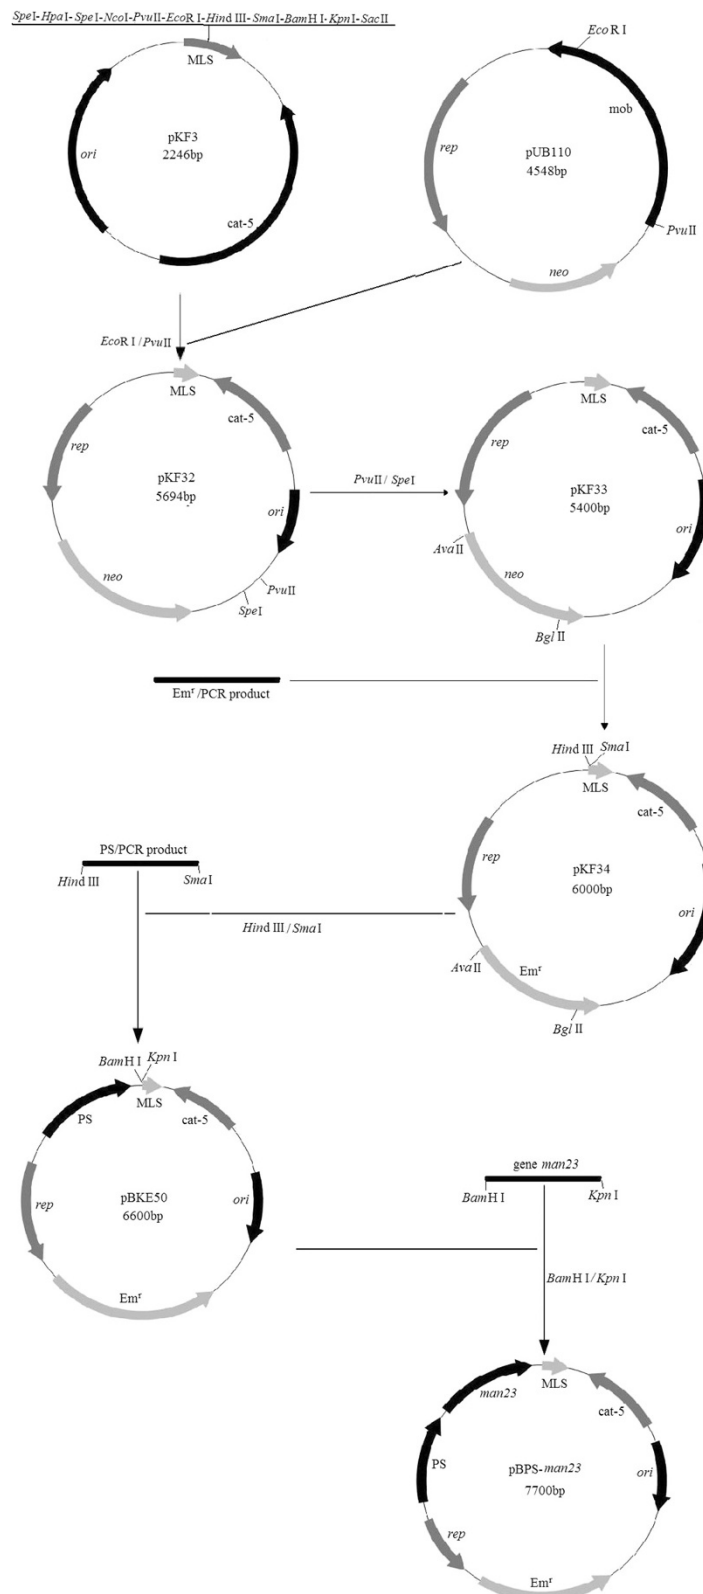 SpeI-HpaI-SpeI-NcoI-PvuII-EcoR I-Hind III-SmaI-BamH I-KpnI-SacII
MLS
pKF3
2246bp
ori
cat-5
EcoR I
mob
rep
pUB110
4548bp
PvuII
neo
EcoR I/PvuII
MLS
cat-5
rep
pKF32
5694bp
ori
neo
PvuII
SpeI
PvuII/ SpeI
MLS
cat-5
rep
pKF33
5400bp
ori
AvaII
neo
Bgl II
Emr/PCR product
Hind III SmaI
MLS
cat-5
rep
pKF34
6000bp
ori
AvaII
Emr
Bgl II
PS/PCR product
Hind III SmaI
Hind III/SmaI
BamH I KpnI
MLS
PS
cat-5
pBKE50
6600bp
rep
ori
Emr
gene man23
BamH I KpnI
BamH I/KpnI
MLS
man23
cat-5
PS
pBPS-man23
7700bp
ori
rep
Emr